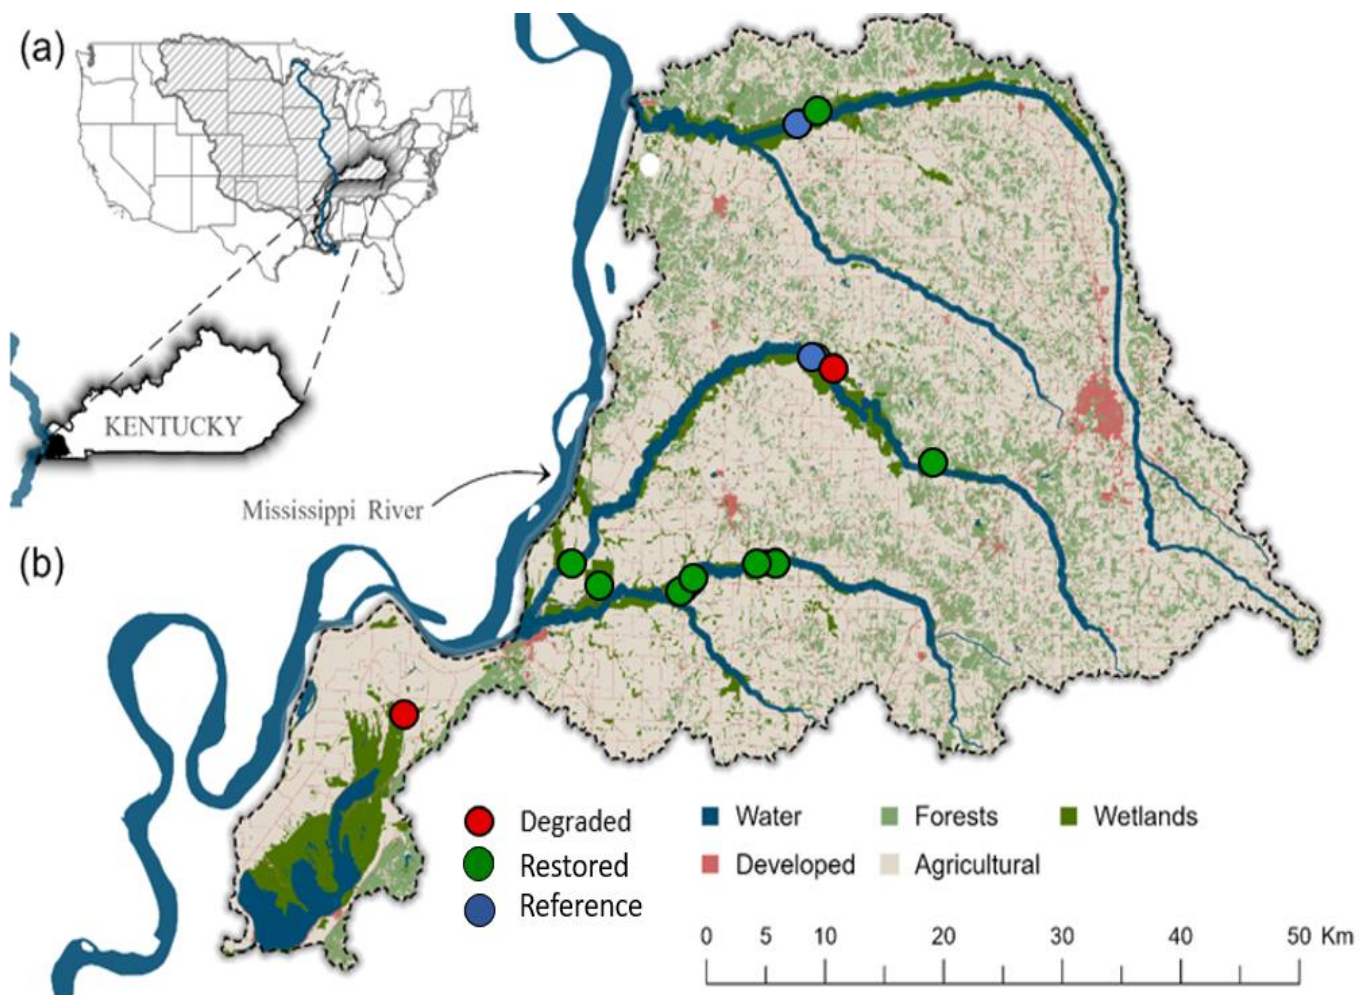 (a)
KENTUCKY
Mississippi River
(b)
Degraded
Restored
Reference
Water
Forests
Wetlands
Developed
Agricultural
0 5 10 20 30 40 50 Km